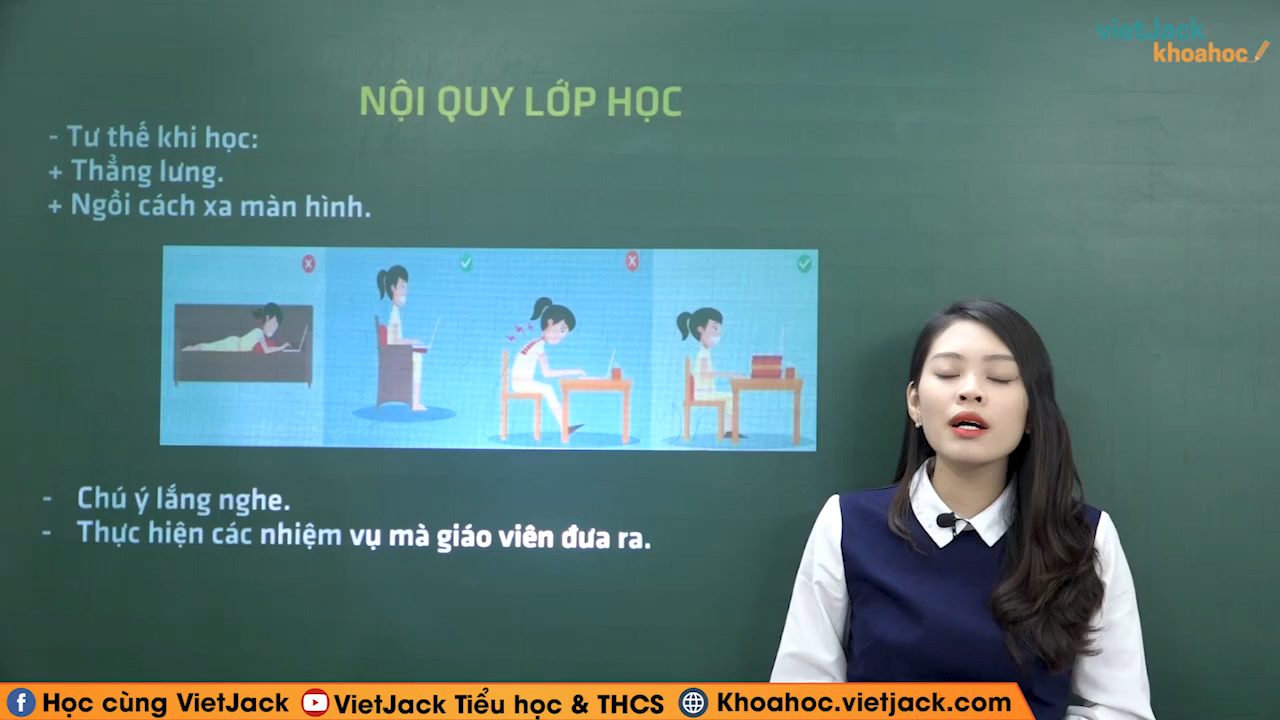 vietJack
khoahoc
NỘI QUY LỚP HỌC
- Tư thế khi học:
+ Thẳng lưng.
+ Ngồi cách xa màn hình.
- Chú ý lắng nghe.
- Thực hiện các nhiệm vụ mà giáo viên đưa ra.
Học cùng VietJack VietJack Tiểu học & THCS Khoahoc.vietjack.com